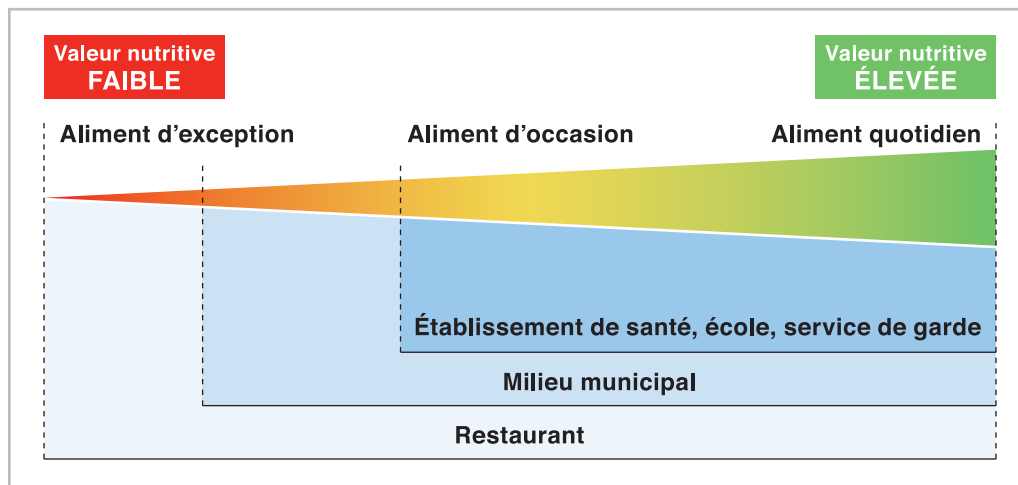 Valeur nutritive
FAIBLE
Valeur nutritive
ÉLEVÉE
Aliment d’exception
Aliment d’occasion
Aliment quotidien
Établissement de santé, école, service de garde
Milieu municipal
Restaurant